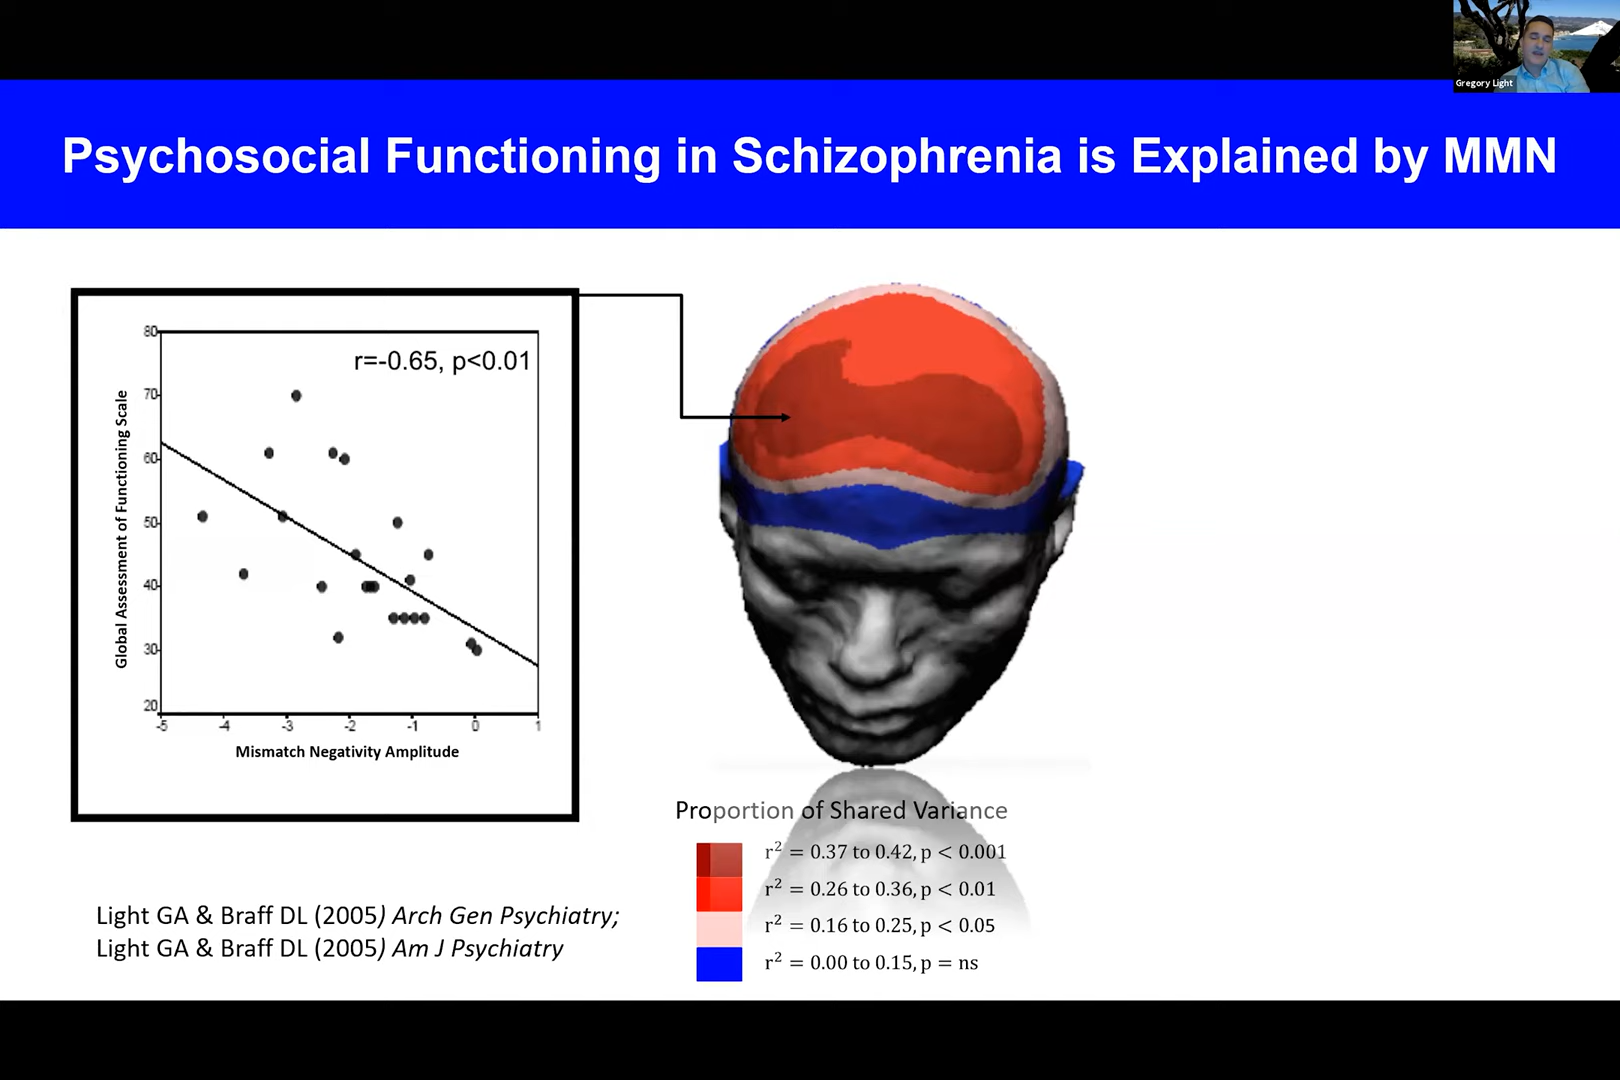 Gregory Light
Psychosocial Functioning in Schizophrenia is Explained by MMN
r=-0.65, p<0.01
Global Assessment of Functioning Scale
80
70
60
50
40
30
20
-5 -4 -3 -2 -1 0 1
Mismatch Negativity Amplitude
Proportion of Shared Variance
r² = 0.37 to 0.42, p < 0.001
r² = 0.26 to 0.36, p < 0.01
r² = 0.16 to 0.25, p < 0.05
r² = 0.00 to 0.15, p = ns
Light GA & Braff DL (2005) Arch Gen Psychiatry;
Light GA & Braff DL (2005) Am J Psychiatry